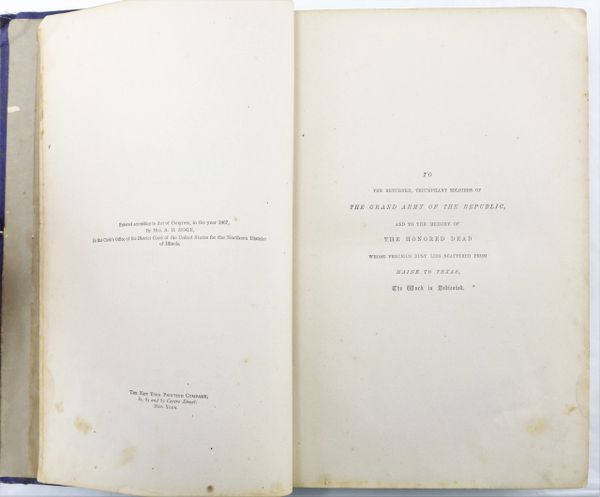 Entered according to Act of Congress, in the year 1867,
By Mrs. A. H. HOGE,
In the Clerk's Office of the District Court of the United States for the Northern District
of Illinois.
THE NEW YORK PRINTING COMPANY,
81, 83 and 85 Centre Street,
NEW YORK.
TO
THE RETURNED, TRIUMPHANT SOLDIERS OF
THE GRAND ARMY OF THE REPUBLIC,
AND TO THE MEMORY OF
THE HONORED DEAD
WHOSE PRECIOUS DUST LIES SCATTERED FROM
MAINE TO TEXAS,
The Work is Dedicated.